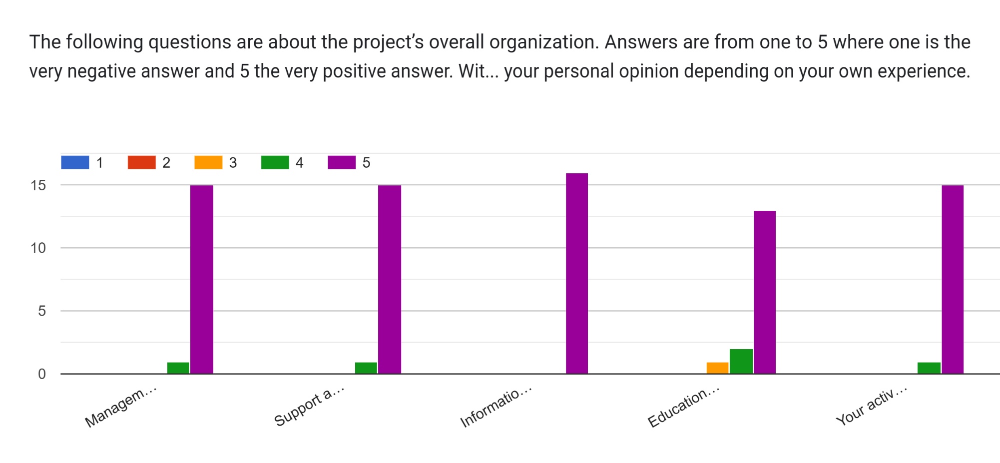 The following questions are about the project’s overall organization. Answers are from one to 5 where one is the
very negative answer and 5 the very positive answer. Wit... your personal opinion depending on your own experience.
1 2 3 4 5
15
10
5
0
Managem...
Support a...
Informatio...
Education...
Your activ...